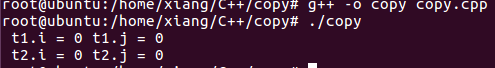 root@ubuntu:/home/xiang/C++/copy# g++ -o copy copy.cpp
root@ubuntu:/home/xiang/C++/copy# ./copy
t1.i = 0 t1.j = 0
t2.i = 0 t2.j = 0